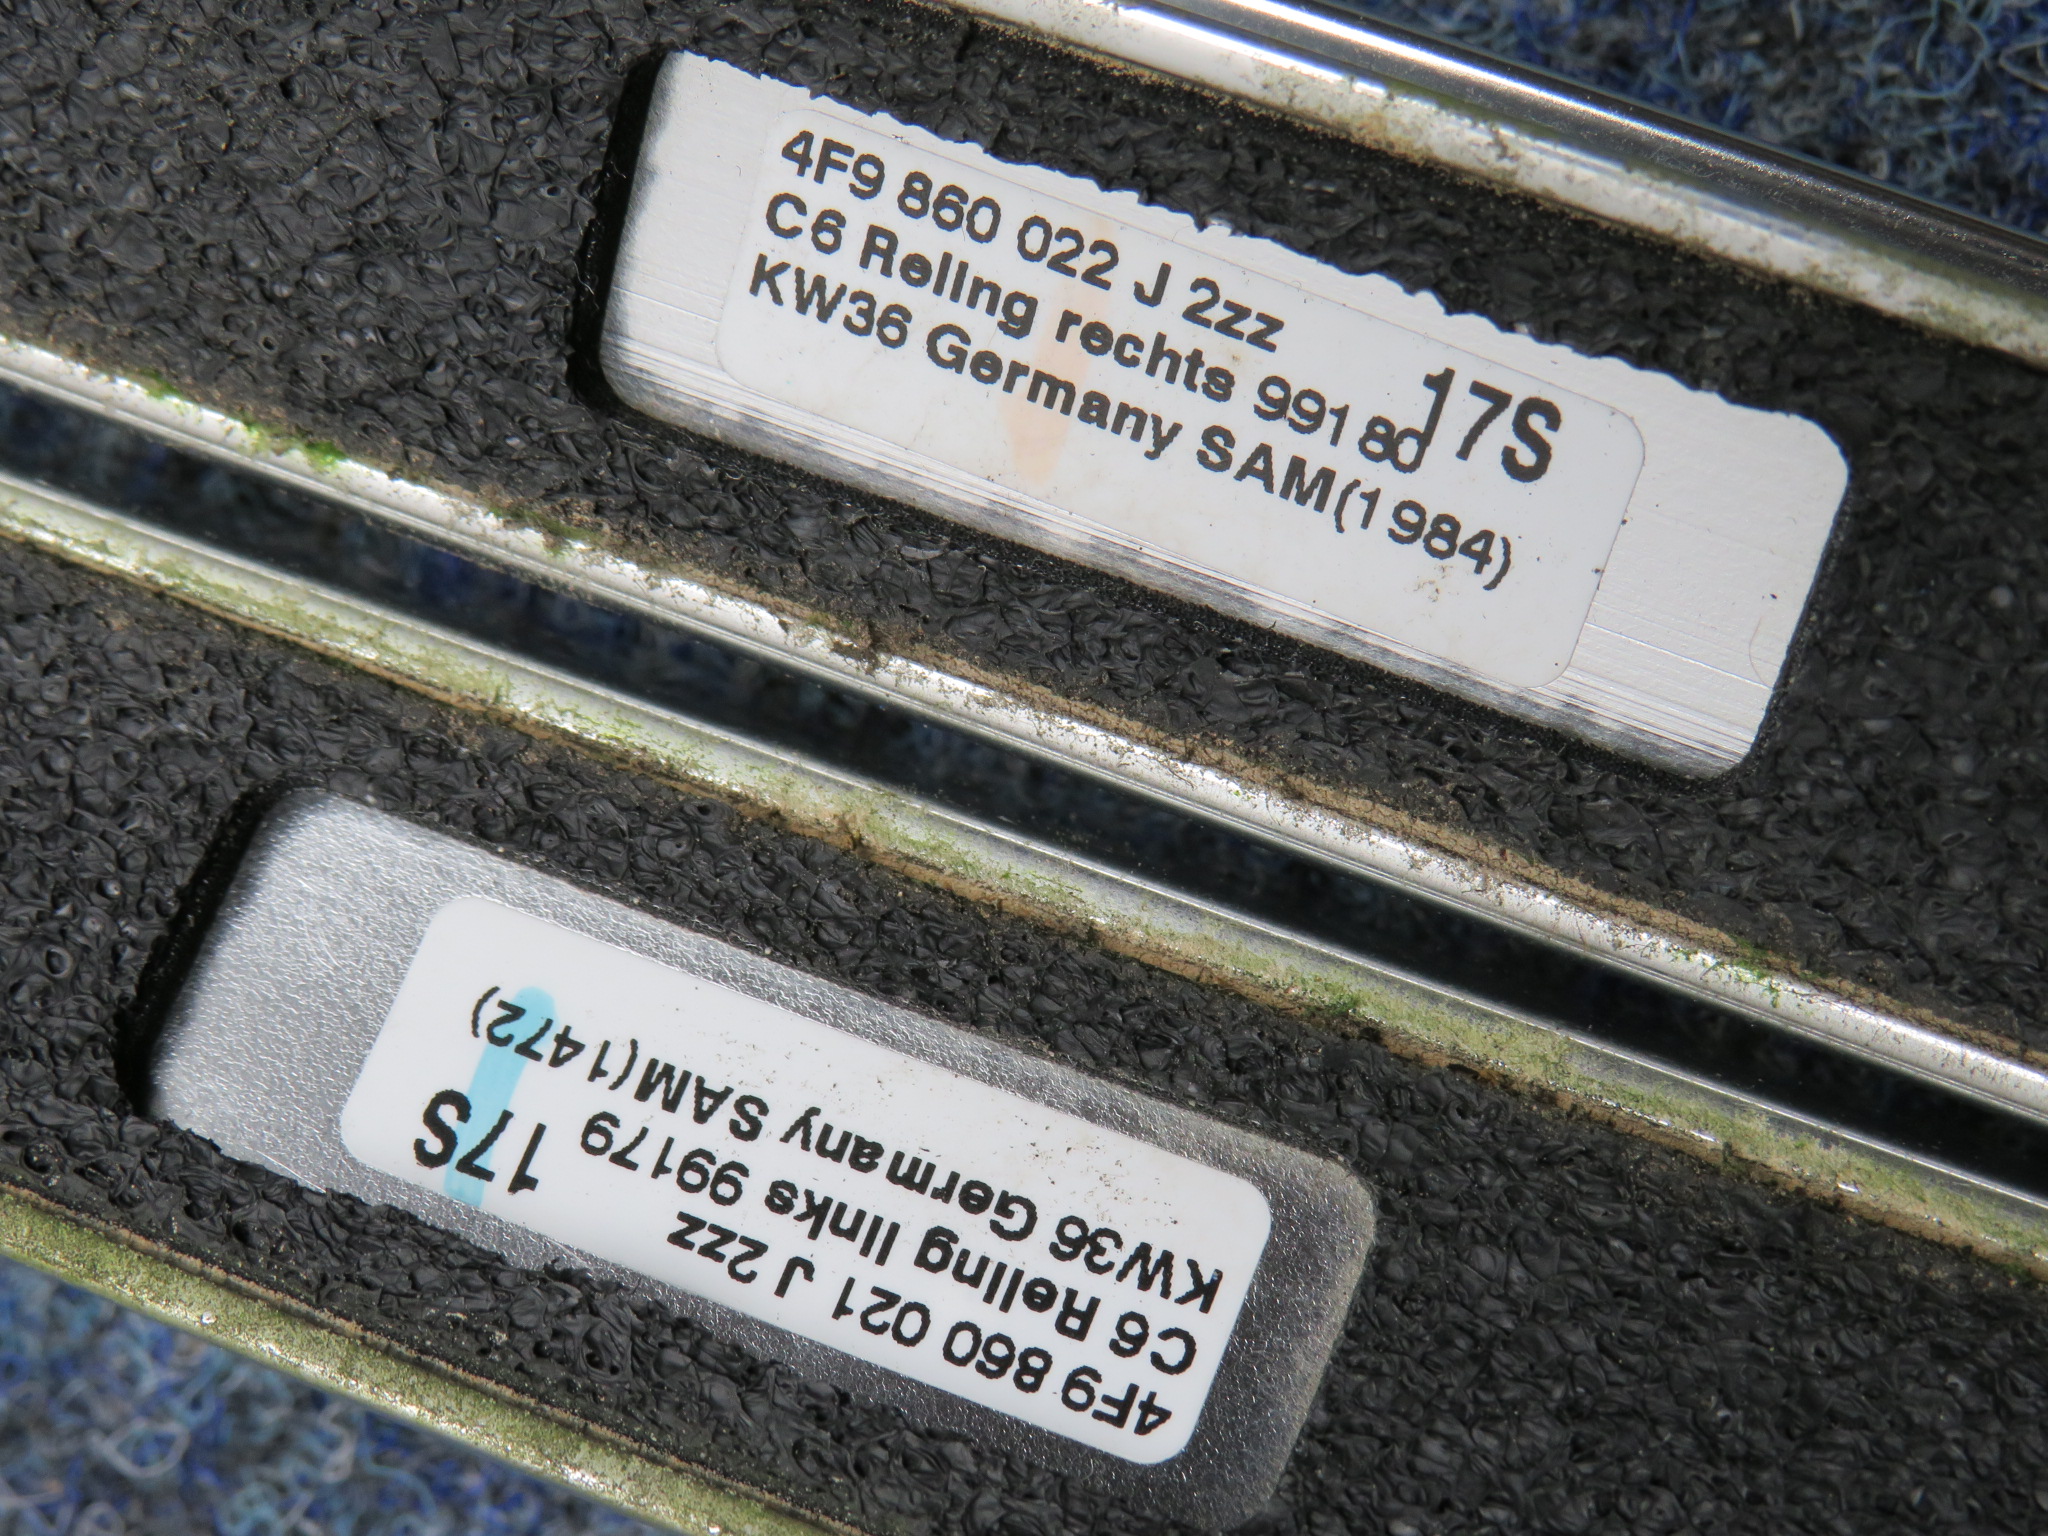 4F9 860 022 J 2zz
C6 Reling rechts 99180
17S
KW36 Germany SAM(1984)
4F9 860 021 J 2zz
C6 Reling links 99179
17S
KW36 Germany SAM(1472)